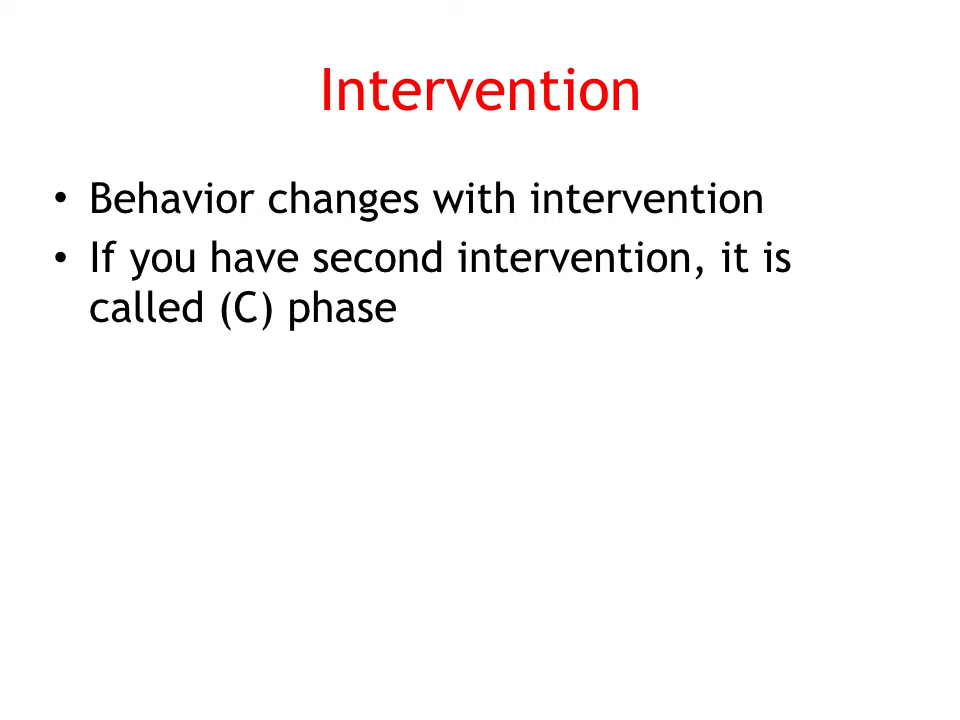 Intervention
• Behavior changes with intervention
• If you have second intervention, it is
called (C) phase